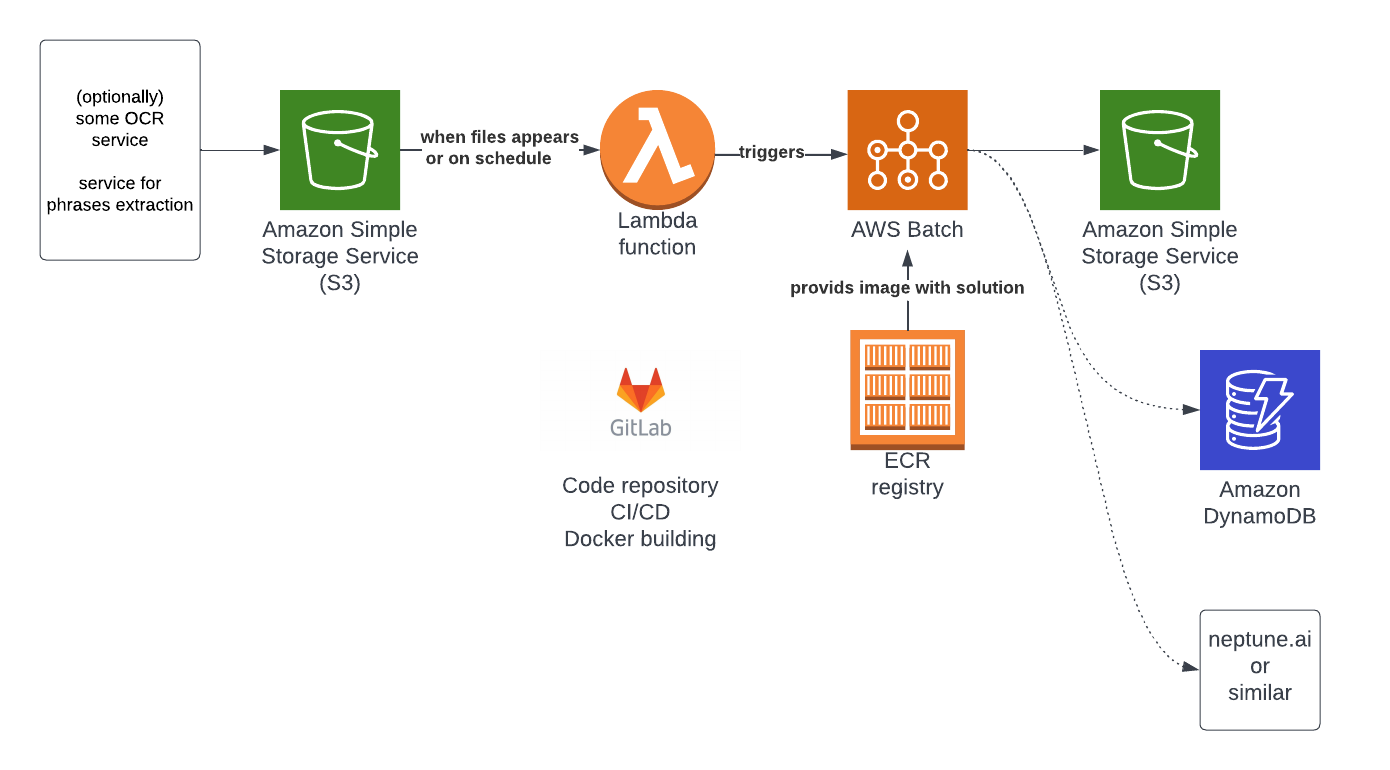 (optionally)
some OCR
service
service for
phrases extraction
Amazon Simple
Storage Service
(S3)
when files appears
or on schedule
Lambda
function
triggers
AWS Batch
Amazon Simple
Storage Service
(S3)
provids image with solution
GitLab
Code repository
CI/CD
Docker building
ECR
registry
Amazon
DynamoDB
neptune.ai
or
similar